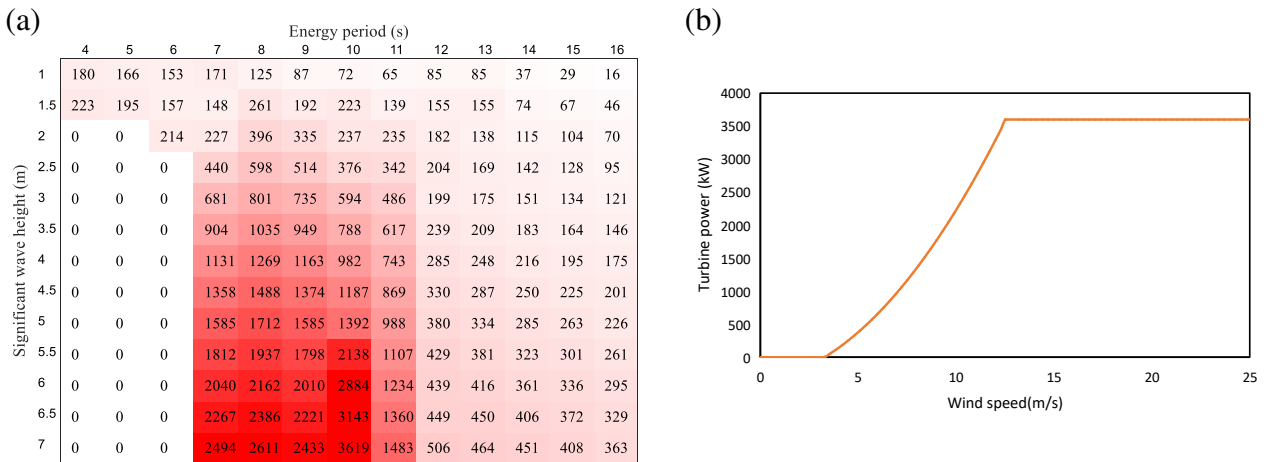 (a)
Energy period (s)
4 5 6 7 8 9 10 11 12 13 14 15 16
Significant wave height (m)
1 180 166 153 171 125 87 72 65 85 85 37 29 16
1.5 223 195 157 148 261 192 223 139 155 155 74 67 46
2 0 0 214 227 396 335 237 235 182 138 115 104 70
2.5 0 0 0 440 598 514 376 342 204 169 142 128 95
3 0 0 0 681 801 735 594 486 199 175 151 134 121
3.5 0 0 0 904 1035 949 788 617 239 209 183 164 146
4 0 0 0 1131 1269 1163 982 743 285 248 216 195 175
4.5 0 0 0 1358 1488 1374 1187 869 330 287 250 225 201
5 0 0 0 1585 1712 1585 1392 988 380 334 285 263 226
5.5 0 0 0 1812 1937 1798 2138 1107 429 381 323 301 261
6 0 0 0 2040 2162 2010 2884 1234 439 416 361 336 295
6.5 0 0 0 2267 2386 2221 3143 1360 449 450 406 372 329
7 0 0 0 2494 2611 2433 3619 1483 506 464 451 408 363
(b)
Turbine power (kW)
4000
3500
3000
2500
2000
1500
1000
500
0
0 5 10 15 20 25
Wind speed(m/s)